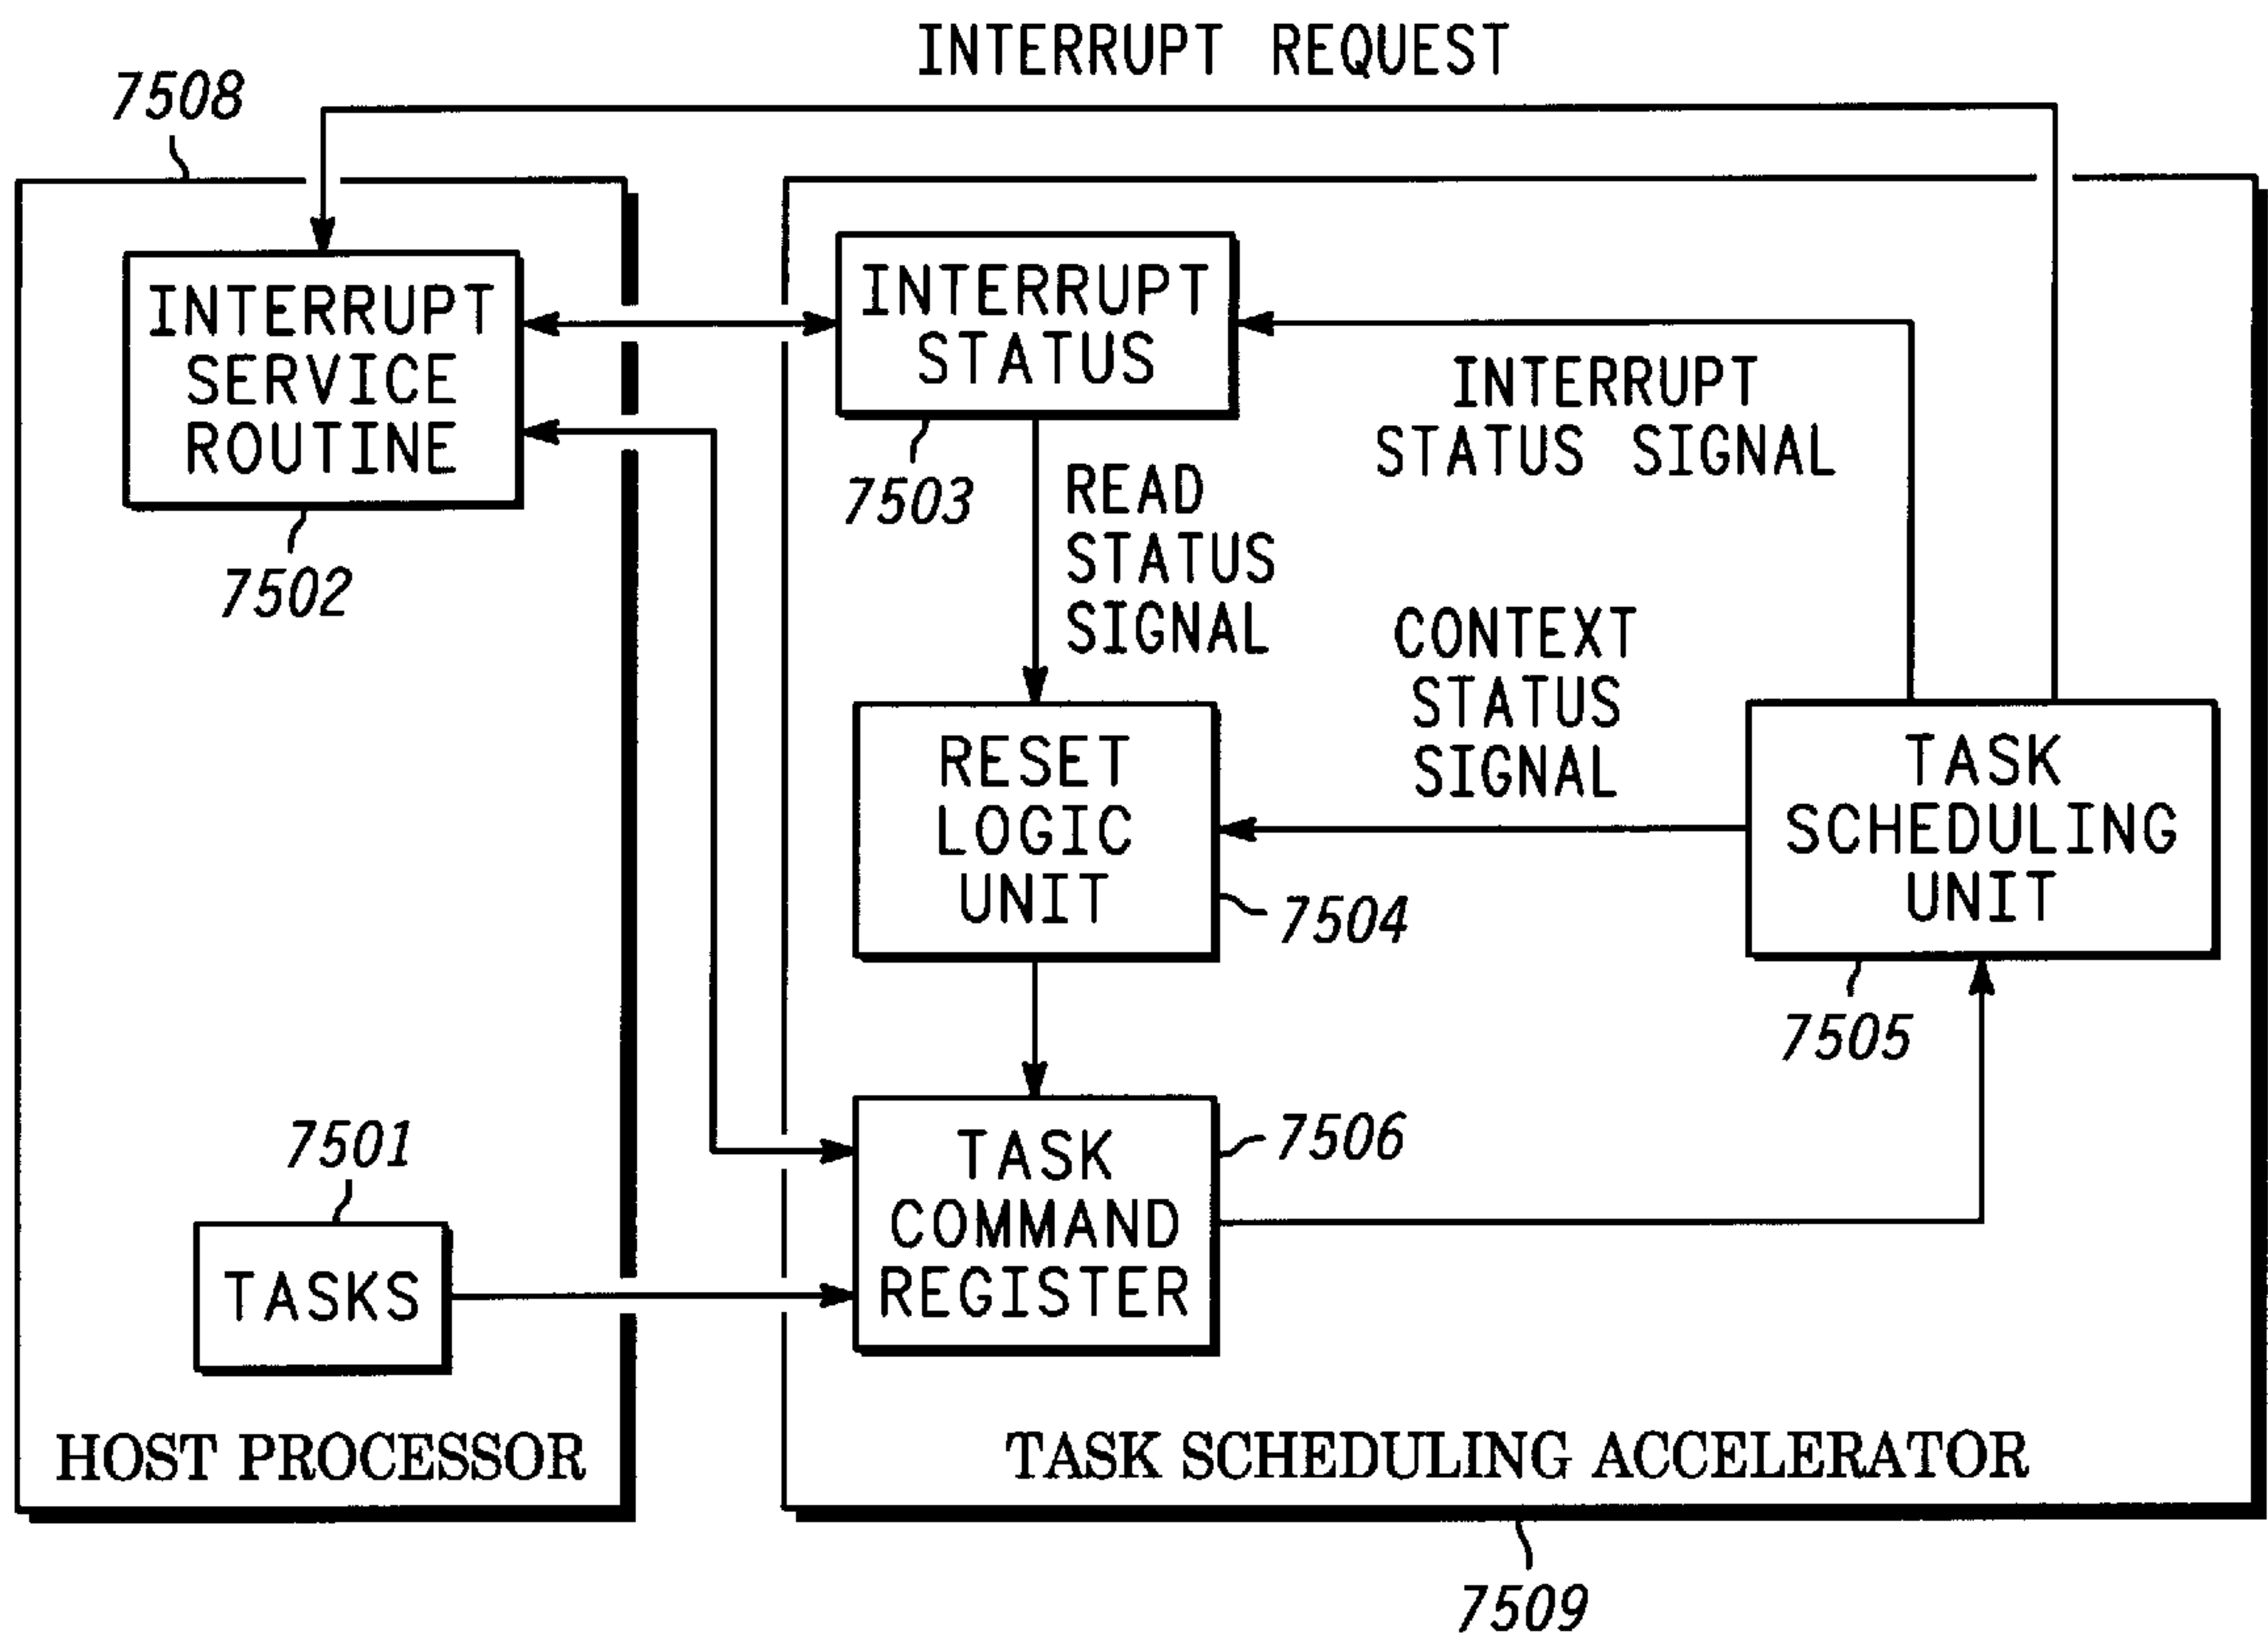 INTERRUPT REQUEST
7508
INTERRUPT
SERVICE
ROUTINE
7502
INTERRUPT
STATUS
7503
INTERRUPT
STATUS SIGNAL
READ
STATUS
SIGNAL
CONTEXT
STATUS
SIGNAL
RESET
LOGIC
UNIT
7504
TASK
SCHEDULING
UNIT
7505
7501
TASKS
TASK
COMMAND
REGISTER
7506
HOST PROCESSOR
TASK SCHEDULING ACCELERATOR
7509